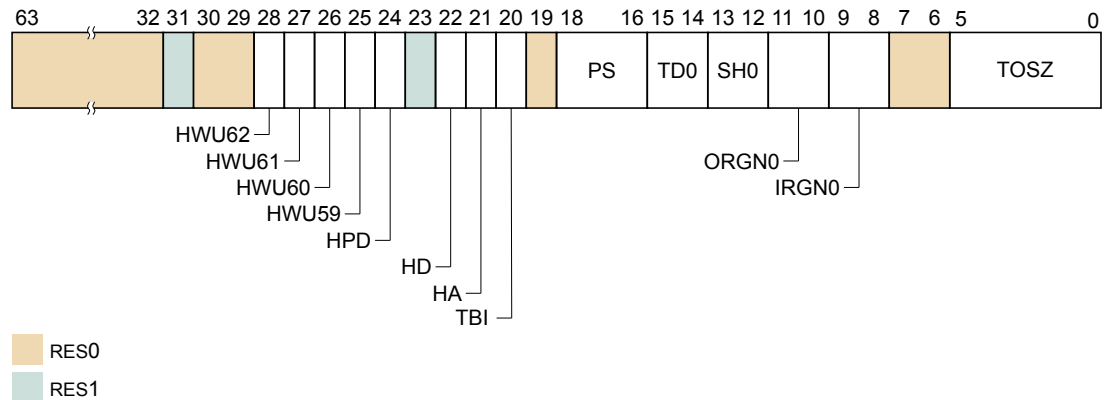 63 32 31 30 29 28 27 26 25 24 23 22 21 20 19 18 16 15 14 13 12 11 10 9 8 7 6 5 0
PS TD0 SH0 TOSZ
HWU62
ORGN0
HWU61
IRGN0
HWU60
HWU59
HPD
HD
HA
TBI
RES0
RES1